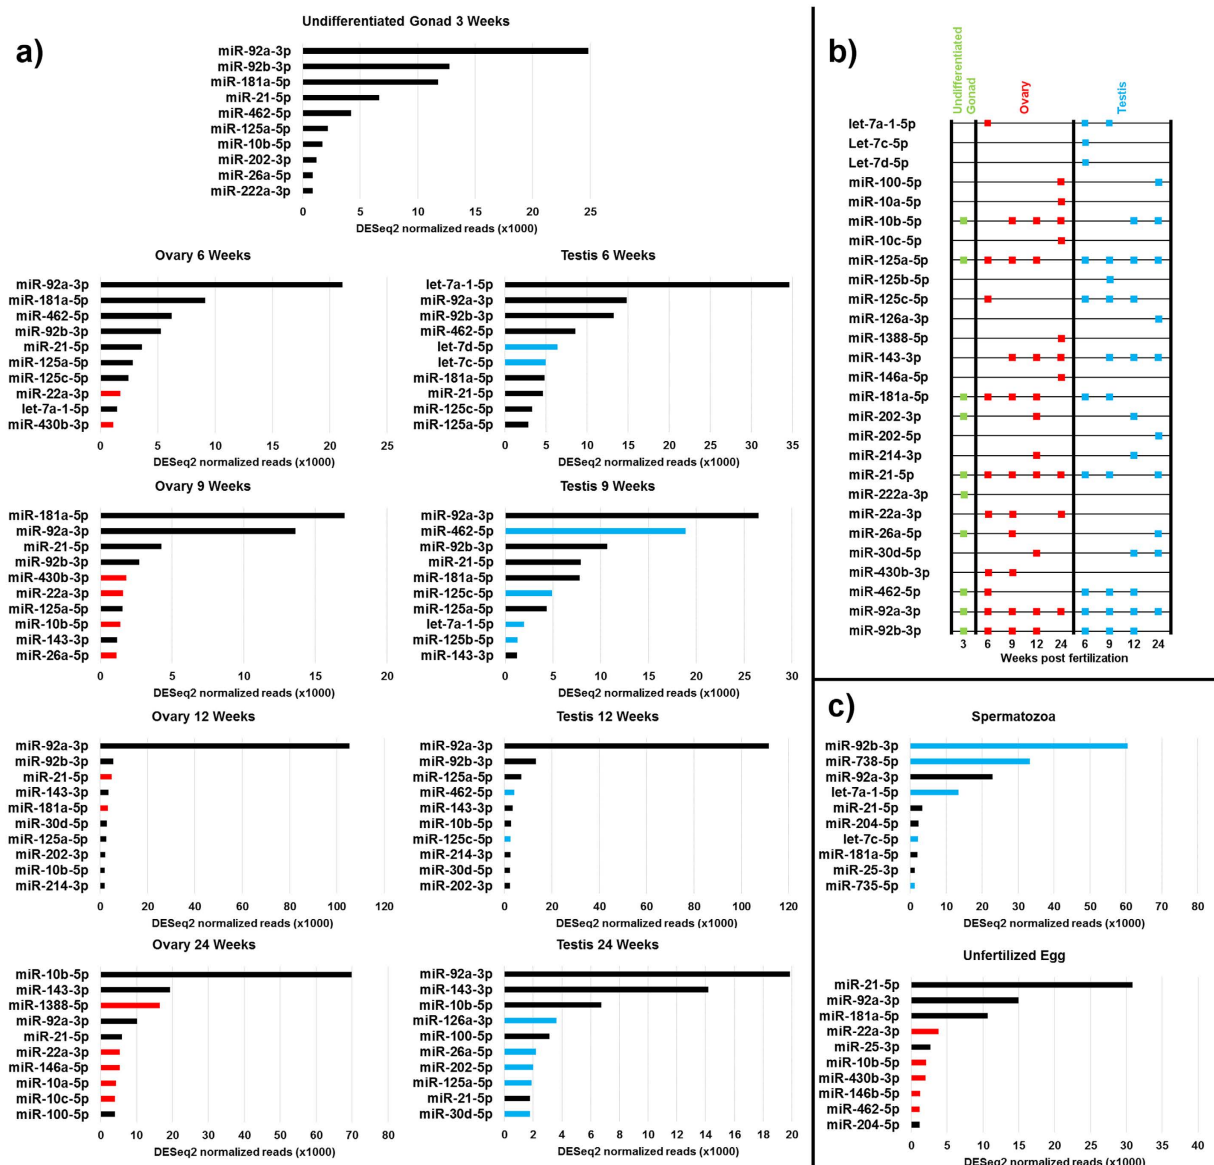 a)
Undifferentiated Gonad 3 Weeks
miR-92a-3p
miR-92b-3p
miR-181a-5p
miR-21-5p
miR-462-5p
miR-125a-5p
miR-10b-5p
miR-202-3p
miR-26a-5p
miR-222a-3p
0 5 10 15 20 25
DESeq2 normalized reads (x1000)
Ovary 6 Weeks
miR-92a-3p
miR-181a-5p
miR-462-5p
miR-92b-3p
miR-21-5p
miR-125a-5p
miR-125c-5p
miR-22a-3p
let-7a-1-5p
miR-430b-3p
0 5 10 15 20 25
DESeq2 normalized reads (x1000)
Testis 6 Weeks
let-7a-1-5p
miR-92a-3p
miR-92b-3p
miR-462-5p
let-7d-5p
let-7c-5p
miR-181a-5p
miR-21-5p
miR-125c-5p
miR-125a-5p
0 5 10 15 20 25 30 35
DESeq2 normalized reads (x1000)
Ovary 9 Weeks
miR-181a-5p
miR-92a-3p
miR-21-5p
miR-92b-3p
miR-430b-3p
miR-22a-3p
miR-125a-5p
miR-10b-5p
miR-143-3p
miR-26a-5p
0 5 10 15 20
DESeq2 normalized reads (x1000)
Testis 9 Weeks
miR-92a-3p
miR-462-5p
miR-92b-3p
miR-21-5p
miR-181a-5p
miR-125c-5p
miR-125a-5p
let-7a-1-5p
miR-125b-5p
miR-143-3p
0 5 10 15 20 25 30
DESeq2 normalized reads (x1000)
Ovary 12 Weeks
miR-92a-3p
miR-92b-3p
miR-21-5p
miR-143-3p
miR-181a-5p
miR-30d-5p
miR-125a-5p
miR-202-3p
miR-10b-5p
miR-214-3p
0 20 40 60 80 100 120
DESeq2 normalized reads (x1000)
Testis 12 Weeks
miR-92a-3p
miR-92b-3p
miR-125a-5p
miR-462-5p
miR-143-3p
miR-10b-5p
miR-125c-5p
miR-214-3p
miR-30d-5p
miR-202-3p
0 20 40 60 80 100 120
DESeq2 normalized reads (x1000)
Ovary 24 Weeks
miR-10b-5p
miR-143-3p
miR-1388-5p
miR-92a-3p
miR-21-5p
miR-22a-3p
miR-146a-5p
miR-10a-5p
miR-10c-5p
miR-100-5p
0 10 20 30 40 50 60 70 80
DESeq2 normalized reads (x1000)
Testis 24 Weeks
miR-92a-3p
miR-143-3p
miR-10b-5p
miR-126a-3p
miR-100-5p
miR-26a-5p
miR-202-5p
miR-125a-5p
miR-21-5p
miR-30d-5p
0 2 4 6 8 10 12 14 16 18 20
DESeq2 normalized reads (x1000)
b)
Undifferentiated
Gonad
Ovary
Testis
let-7a-1-5p
Let-7c-5p
Let-7d-5p
miR-100-5p
miR-10a-5p
miR-10b-5p
miR-10c-5p
miR-125a-5p
miR-125b-5p
miR-125c-5p
miR-126a-3p
miR-1388-5p
miR-143-3p
miR-146a-5p
miR-181a-5p
miR-202-3p
miR-202-5p
miR-214-3p
miR-21-5p
miR-222a-3p
miR-22a-3p
miR-26a-5p
miR-30d-5p
miR-430b-3p
miR-462-5p
miR-92a-3p
miR-92b-3p
3 6 9 12 24 6 9 12 24
Weeks post fertilization
c)
Spermatozoa
miR-92b-3p
miR-738-5p
miR-92a-3p
let-7a-1-5p
miR-21-5p
miR-204-5p
let-7c-5p
miR-181a-5p
miR-25-3p
miR-735-5p
0 10 20 30 40 50 60 70 80
DESeq2 normalized reads (x1000)
Unfertilized Egg
miR-21-5p
miR-92a-3p
miR-181a-5p
miR-22a-3p
miR-25-3p
miR-10b-5p
miR-430b-3p
miR-146b-5p
miR-462-5p
miR-204-5p
0 5 10 15 20 25 30 35 40
DESeq2 normalized reads (x1000)